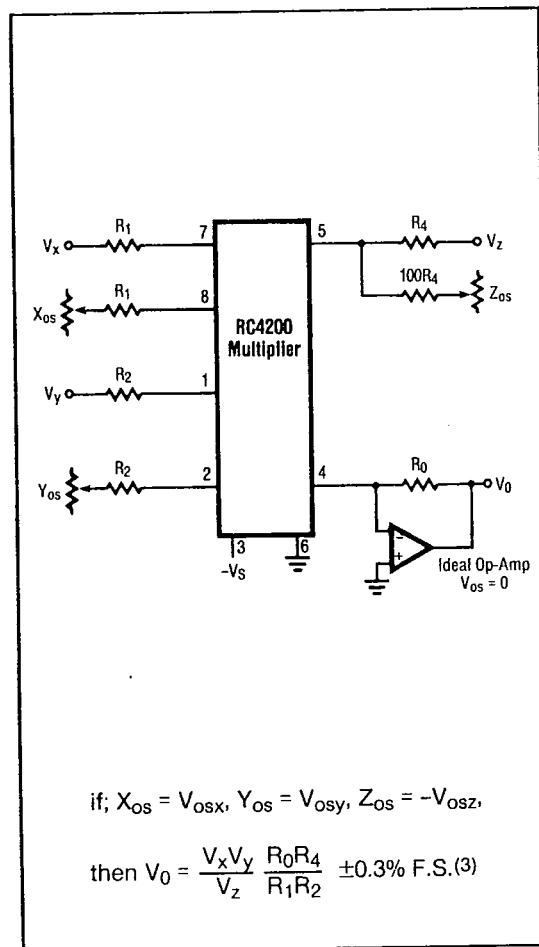 R1 7 5 R4
Vx Vz
R1 8 100R4
Xos Zos
RC4200
Multiplier
R2 1
Vy
R2 2 4 R0
Yos V0
- +
3 6
-VS
Ideal Op-Amp
Vos = 0
if; Xos = Vosx, Yos = Vosy, Zos = -Vosz,
then V0 = VxVy/Vz R0R4/R1R2 ±0.3% F.S.(3)